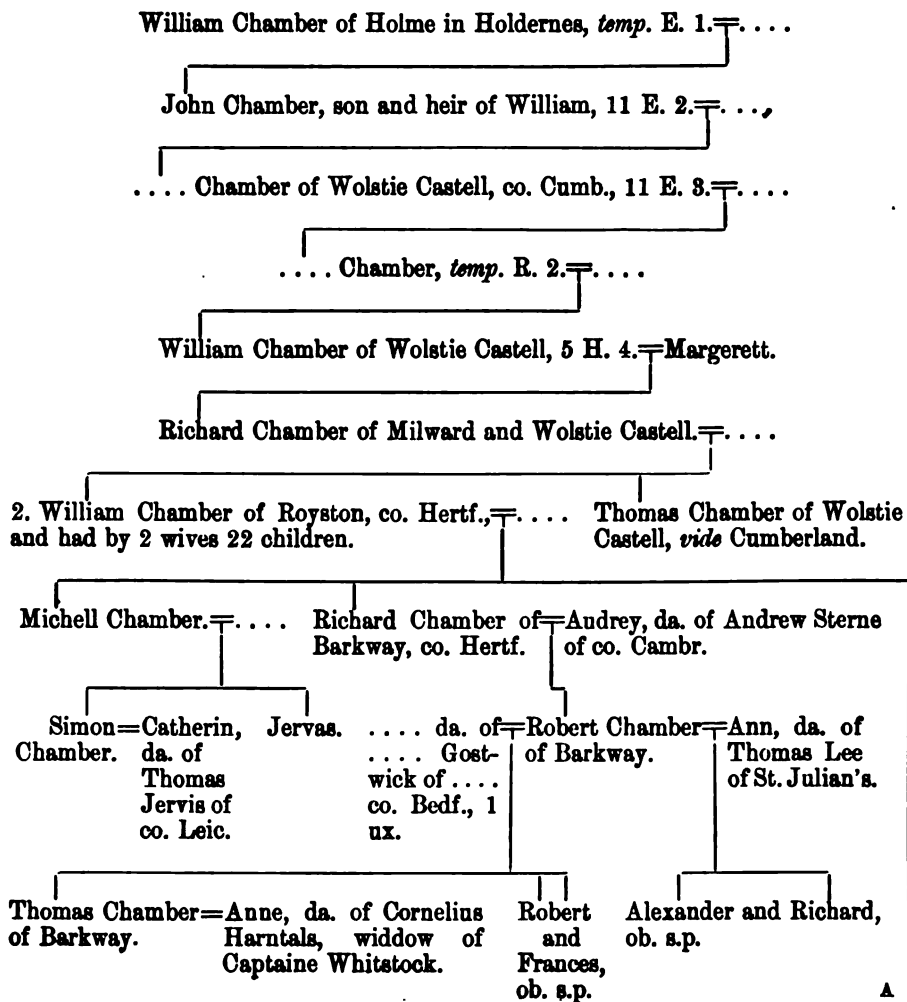 William Chamber of Holme in Holdernes, temp. E. 1.=. . . .
John Chamber, son and heir of William, 11 E. 2.=. . . ,
. . . . Chamber of Wolstie Castell, co. Cumb., 11 E. 3.=. . . .
. . . . Chamber, temp. R. 2.=. . . .
William Chamber of Wolstie Castell, 5 H. 4.=Margerett.
Richard Chamber of Milward and Wolstie Castell.=. . . .
2. William Chamber of Royston, co. Hertf.,=. . . .
and had by 2 wives 22 children.
Thomas Chamber of Wolstie
Castell, vide Cumberland.
Michell Chamber.=. . . .
Richard Chamber of
Barkway, co. Hertf.
=Audrey, da. of Andrew Sterne
of co. Cambr.
Simon=
Chamber.
Catherin,
da. of
Thomas
Jervis of
co. Leic.
Jervas.
. . . . da. of=
. . . . Gost-
wick of . . . .
co. Bedf., 1
ux.
Robert Chamber=
of Barkway.
Ann, da. of
Thomas Lee
of St. Julian's.
Thomas Chamber=
of Barkway.
Anne, da. of Cornelius
Harntals, widdow of
Captaine Whitstock.
Robert
and
Frances,
ob. s.p.
Alexander and Richard,
ob. s.p.
A